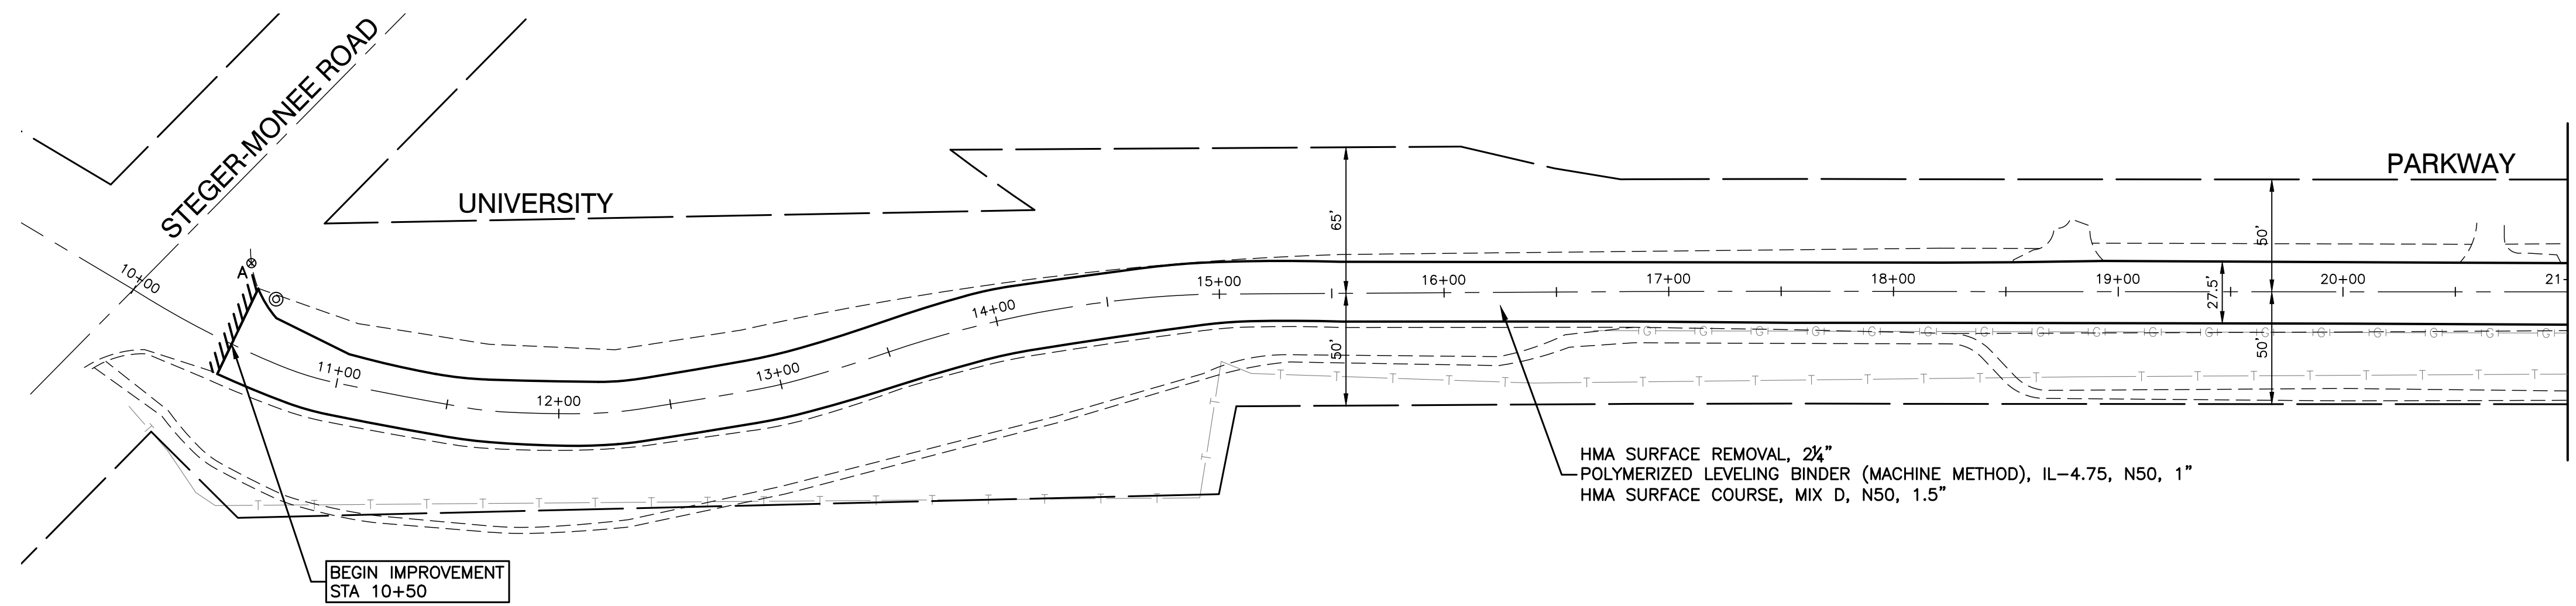 STEGER-MONEE ROAD
UNIVERSITY
PARKWAY
10+00
A
11+00
12+00
13+00
14+00
15+00
16+00
17+00
18+00
19+00
20+00
21
65'
50'
27.5'
50'
50'
G G G G G G G G G G G G G G G G
T T T T T T T T T T T T T T T T T T T T T T T T T T T T T T T T T T T T T T T T T T T T
HMA SURFACE REMOVAL, 2¼"
POLYMERIZED LEVELING BINDER (MACHINE METHOD), IL-4.75, N50, 1"
HMA SURFACE COURSE, MIX D, N50, 1.5"
BEGIN IMPROVEMENT
STA 10+50